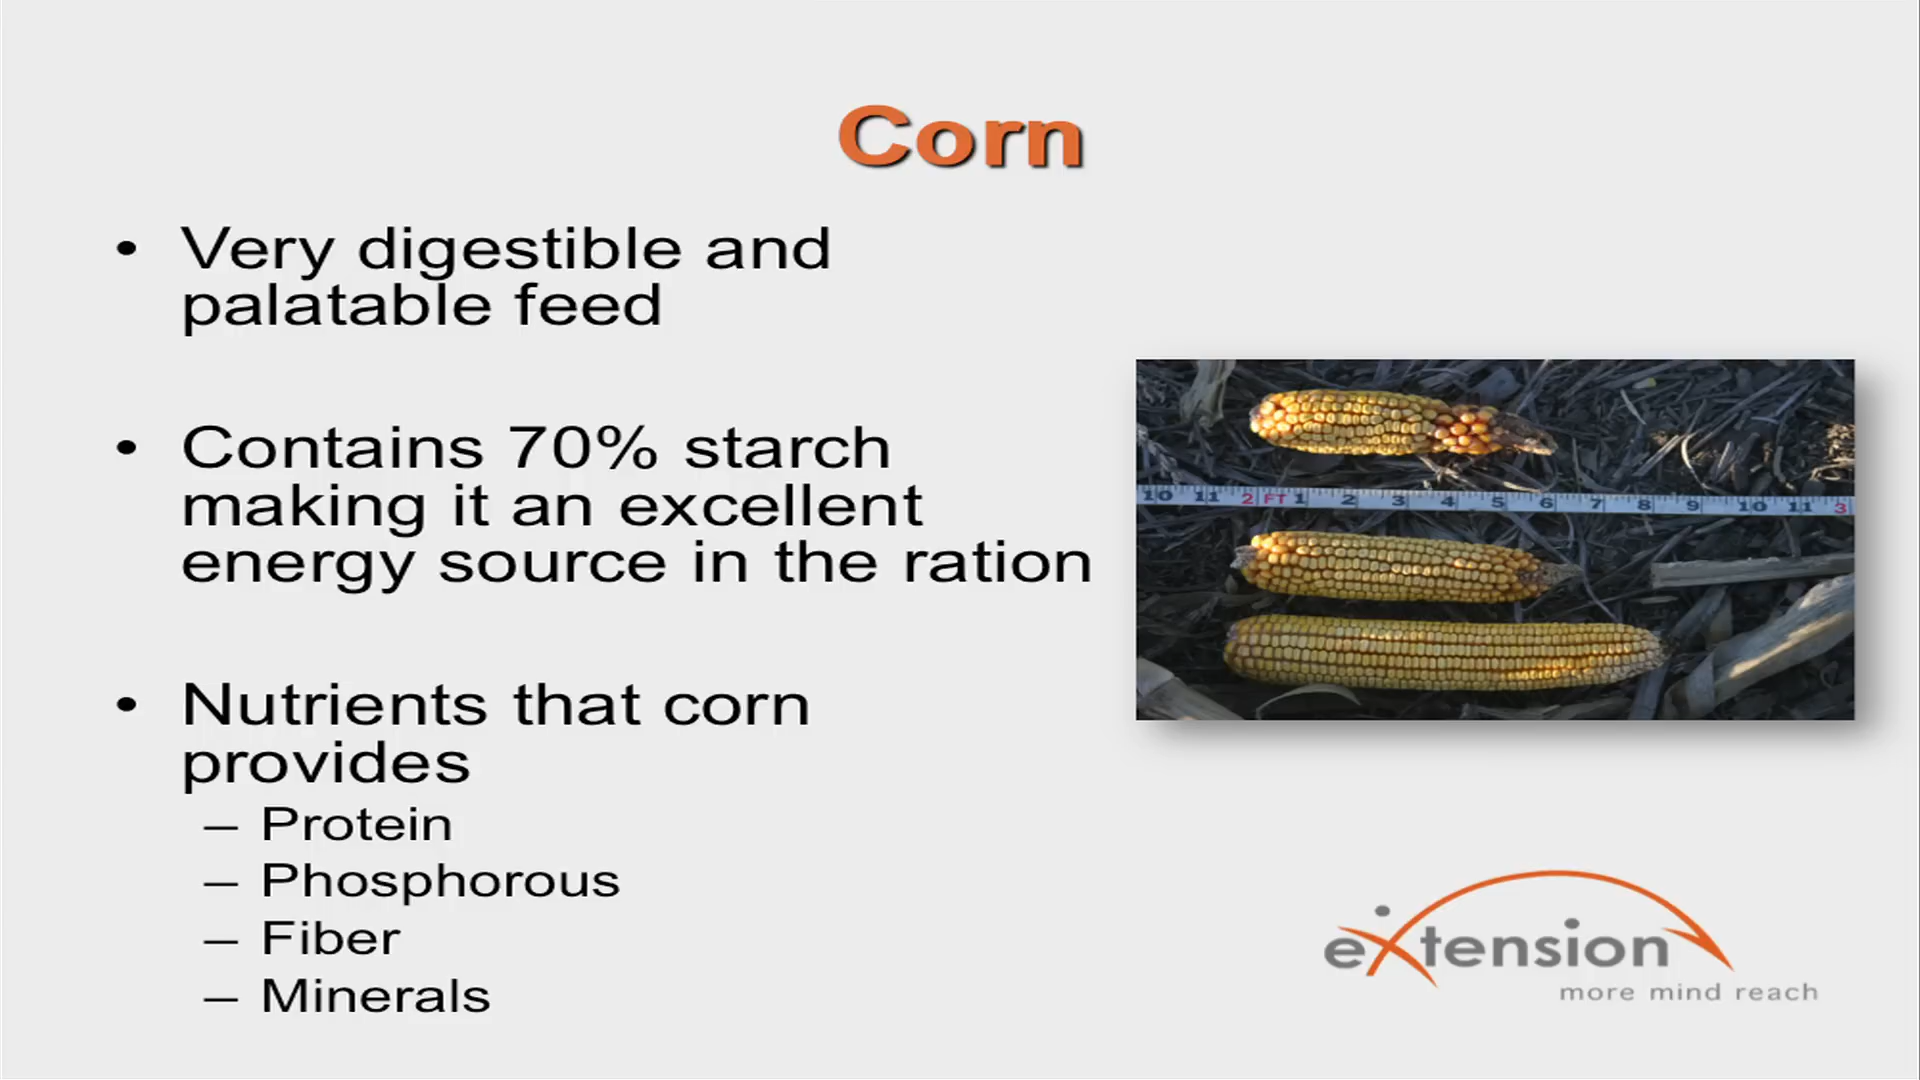 Corn
• Very digestible and
palatable feed
• Contains 70% starch
making it an excellent
energy source in the ration
• Nutrients that corn
provides
– Protein
– Phosphorous
– Fiber
– Minerals
10 11 2 FT 1 2 3 4 5 6 7 8 9 10 11 3
eXtension
more mind reach